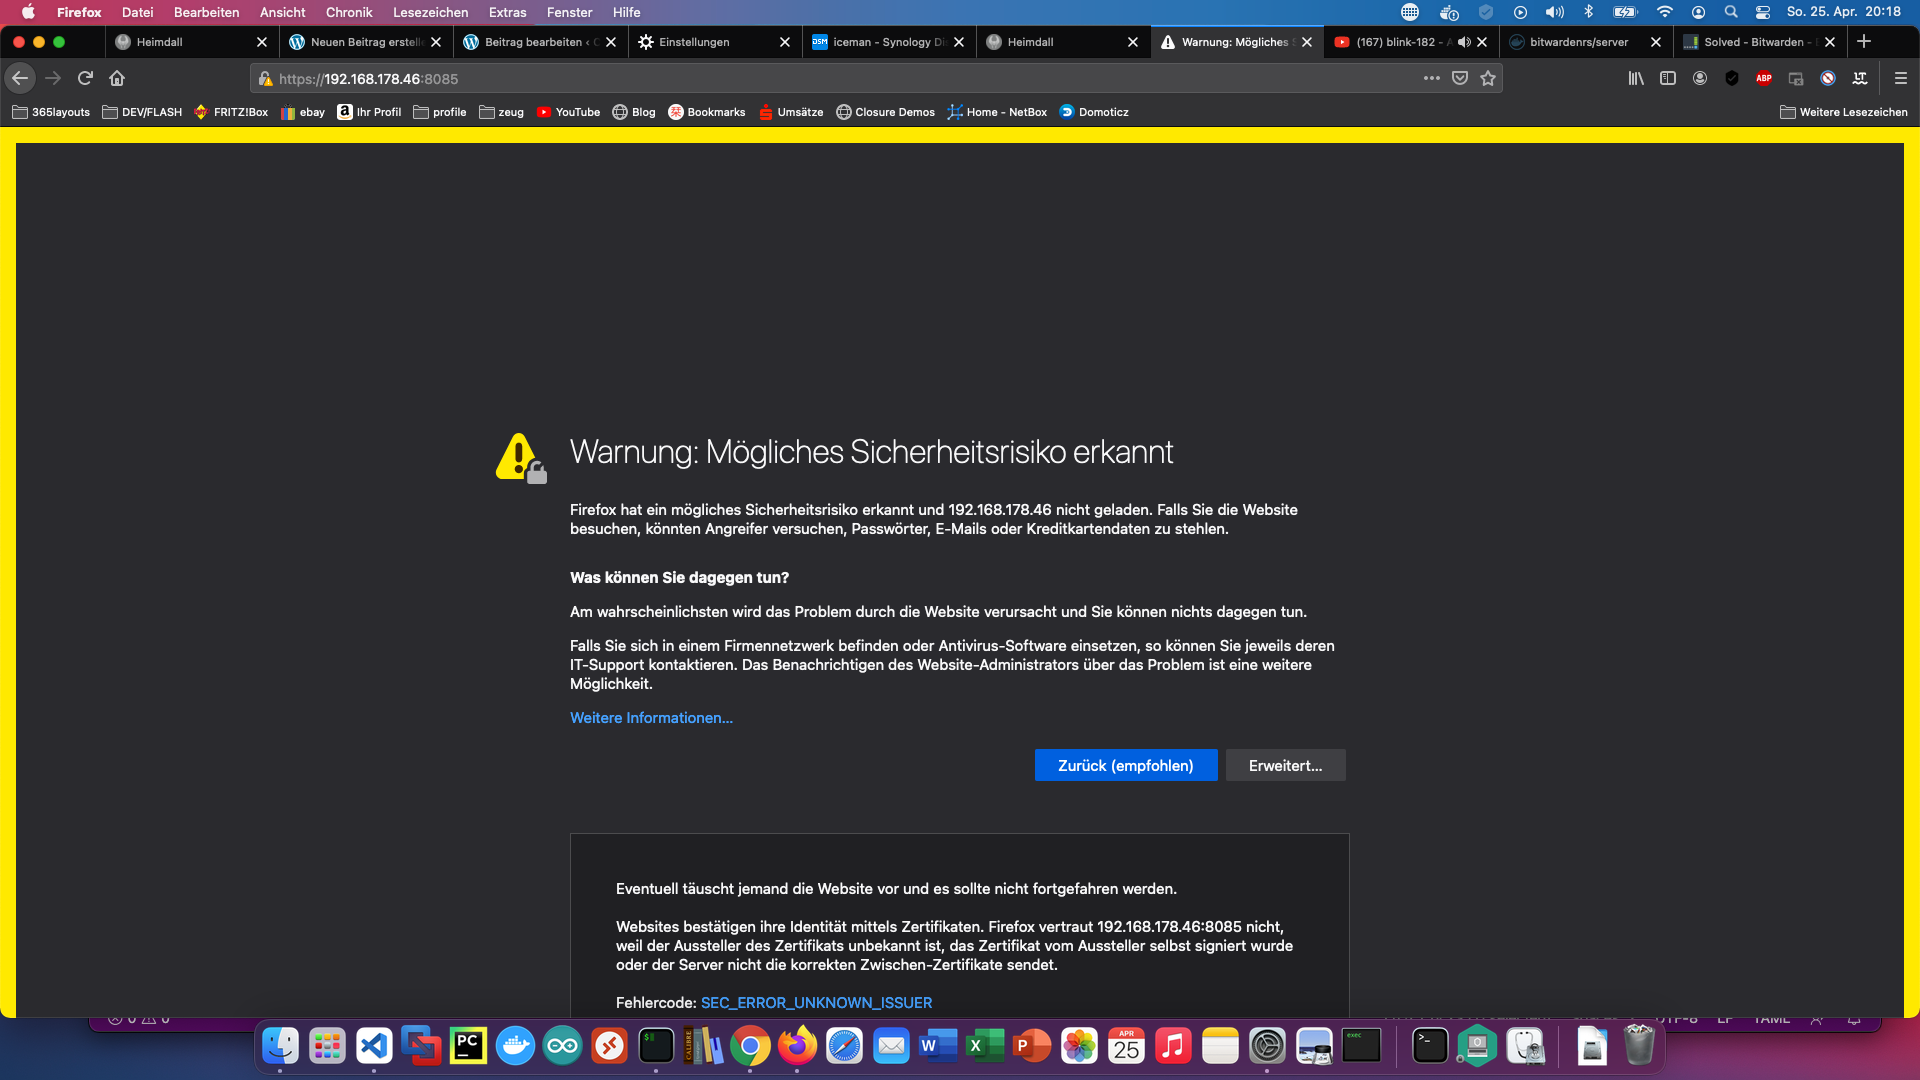 Firefox Datei Bearbeiten Ansicht Chronik Lesezeichen Extras Fenster Hilfe So. 25. Apr. 20:18
Heimdall Neuen Beitrag erstelle Beitrag bearbeiten ‹ Einstellungen iceman - Synology Di Heimdall Warnung: Mögliches S (167) blink-182 - bitwardenrs/server Solved - Bitwarden -
https://192.168.178.46:8085
ABP
365layouts DEV/FLASH FRITZ!Box ebay Ihr Profil profile zeug YouTube Blog Bookmarks Umsätze Closure Demos Home - NetBox Domoticz Weitere Lesezeichen
Warnung: Mögliches Sicherheitsrisiko erkannt
Firefox hat ein mögliches Sicherheitsrisiko erkannt und 192.168.178.46 nicht geladen. Falls Sie die Website
besuchen, könnten Angreifer versuchen, Passwörter, E-Mails oder Kreditkartendaten zu stehlen.
Was können Sie dagegen tun?
Am wahrscheinlichsten wird das Problem durch die Website verursacht und Sie können nichts dagegen tun.
Falls Sie sich in einem Firmennetzwerk befinden oder Antivirus-Software einsetzen, so können Sie jeweils deren
IT-Support kontaktieren. Das Benachrichtigen des Website-Administrators über das Problem ist eine weitere
Möglichkeit.
Weitere Informationen...
Zurück (empfohlen) Erweitert...
Eventuell täuscht jemand die Website vor und es sollte nicht fortgefahren werden.
Websites bestätigen ihre Identität mittels Zertifikaten. Firefox vertraut 192.168.178.46:8085 nicht,
weil der Aussteller des Zertifikats unbekannt ist, das Zertifikat vom Aussteller selbst signiert wurde
oder der Server nicht die korrekten Zwischen-Zertifikate sendet.
Fehlercode: SEC_ERROR_UNKNOWN_ISSUER
PC CALIBRE W X P APR 25 exec